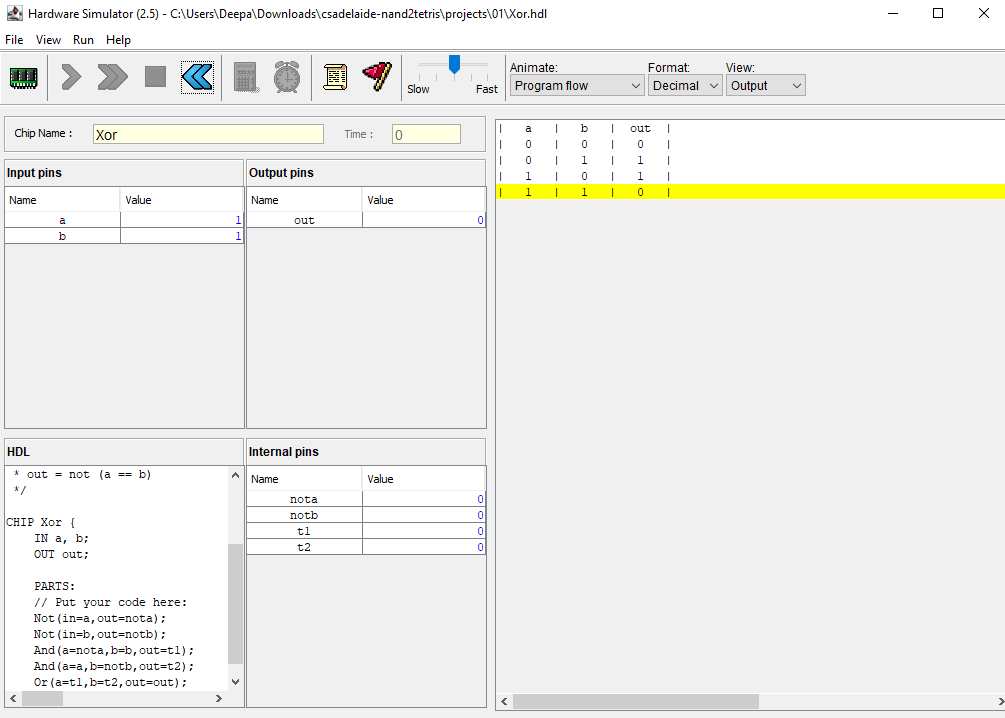 Hardware Simulator (2.5) - C:\Users\Deepa\Downloads\csadelaide-nand2tetris\projects\01\Xor.hdl
File View Run Help
Animate: Format: View:
Slow Fast Program flow Decimal Output
Chip Name : Xor Time : 0
Input pins
Name Value
a 1
b 1
Output pins
Name Value
out 0
HDL
* out = not (a == b)
*/
CHIP Xor {
IN a, b;
OUT out;
PARTS:
// Put your code here:
Not(in=a,out=nota);
Not(in=b,out=notb);
And(a=nota,b=b,out=t1);
And(a=a,b=notb,out=t2);
Or(a=t1,b=t2,out=out);
Internal pins
Name Value
nota 0
notb 0
t1 0
t2 0
| a | b | out |
| 0 | 0 | 0 |
| 0 | 1 | 1 |
| 1 | 0 | 1 |
| 1 | 1 | 0 |